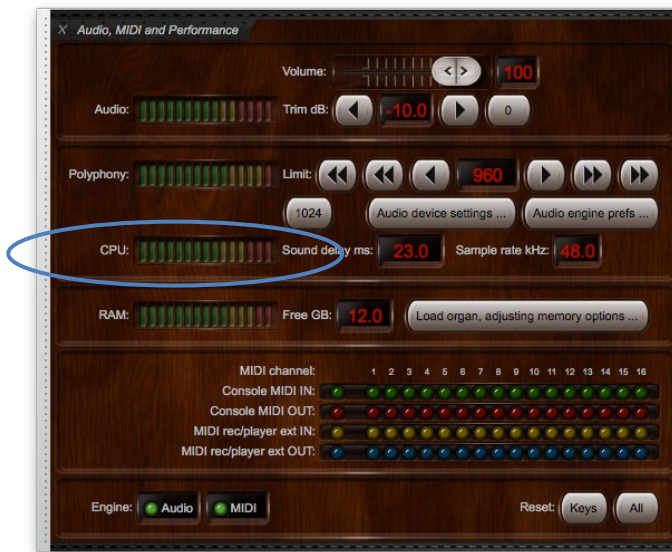 X Audio, MIDI and Performance
Volume: < > 100
Audio: Trim dB: -10.0 0
Polyphony: Limit: 960
1024 Audio device settings ... Audio engine prefs ...
CPU: Sound delay ms: 23.0 Sample rate kHz: 48.0
RAM: Free GB: 12.0 Load organ, adjusting memory options ...
MIDI channel: 1 2 3 4 5 6 7 8 9 10 11 12 13 14 15 16
Console MIDI IN:
Console MIDI OUT:
MIDI rec/player ext IN:
MIDI rec/player ext OUT:
Engine: Audio MIDI Reset: Keys All